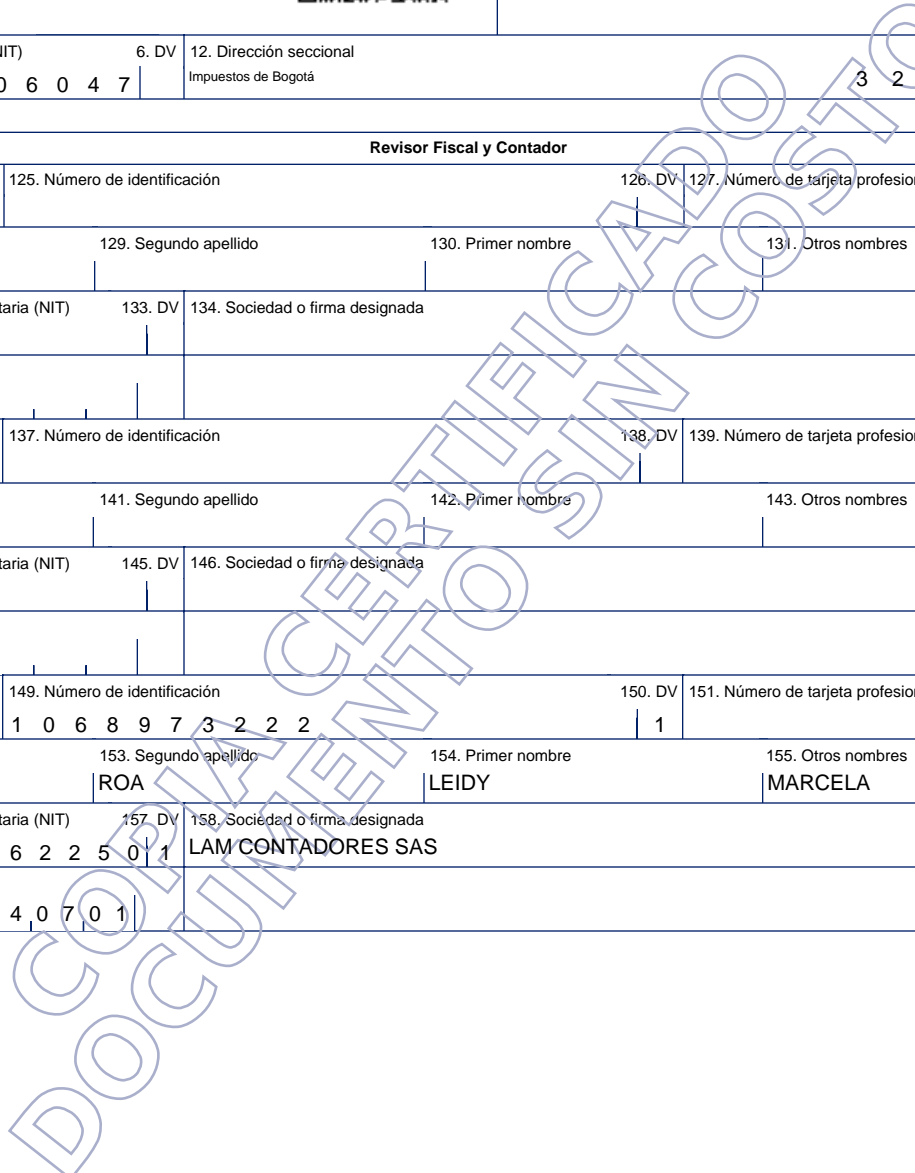 IIT) 6. DV 12. Dirección seccional
0 6 0 4 7 Impuestos de Bogotá 3 2
Revisor Fiscal y Contador
125. Número de identificación 126. DV 127. Número de tarjeta profesion
129. Segundo apellido 130. Primer nombre 131. Otros nombres
taria (NIT) 133. DV 134. Sociedad o firma designada
137. Número de identificación 138. DV 139. Número de tarjeta profesion
141. Segundo apellido 142. Primer nombre 143. Otros nombres
taria (NIT) 145. DV 146. Sociedad o firma designada
149. Número de identificación 150. DV 151. Número de tarjeta profesion
1 0 6 8 9 7 3 2 2 2 1
153. Segundo apellido 154. Primer nombre 155. Otros nombres
ROA LEIDY MARCELA
taria (NIT) 157. DV 158. Sociedad o firma designada
6 2 2 5 0 1 LAM CONTADORES SAS
4 0 7 0 1
COPIA CERTIFICADO
DOCUMENTO SIN COSTO